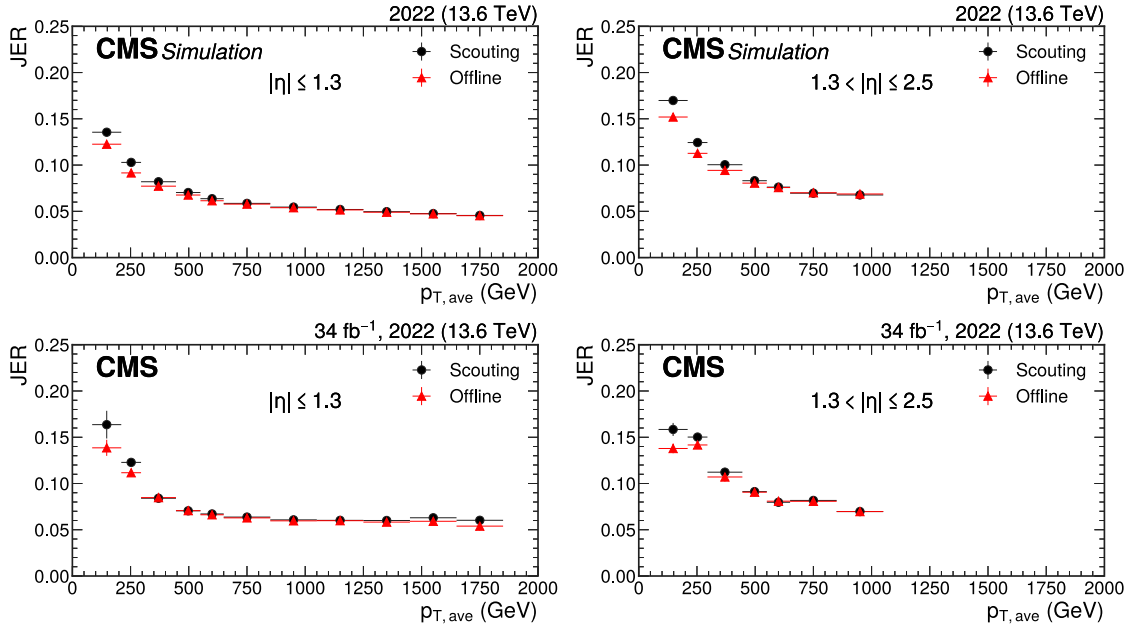 2022 (13.6 TeV)
JER
0.25
0.20
0.15
0.10
0.05
0.00
CMS Simulation
Scouting
Offline
|η| ≤ 1.3
0 250 500 750 1000 1250 1500 1750 2000
p_T, ave (GeV)
2022 (13.6 TeV)
JER
0.25
0.20
0.15
0.10
0.05
0.00
CMS Simulation
Scouting
Offline
1.3 < |η| ≤ 2.5
0 250 500 750 1000 1250 1500 1750 2000
p_T, ave (GeV)
34 fb⁻¹, 2022 (13.6 TeV)
JER
0.25
0.20
0.15
0.10
0.05
0.00
CMS
Scouting
Offline
|η| ≤ 1.3
0 250 500 750 1000 1250 1500 1750 2000
p_T, ave (GeV)
34 fb⁻¹, 2022 (13.6 TeV)
JER
0.25
0.20
0.15
0.10
0.05
0.00
CMS
Scouting
Offline
1.3 < |η| ≤ 2.5
0 250 500 750 1000 1250 1500 1750 2000
p_T, ave (GeV)